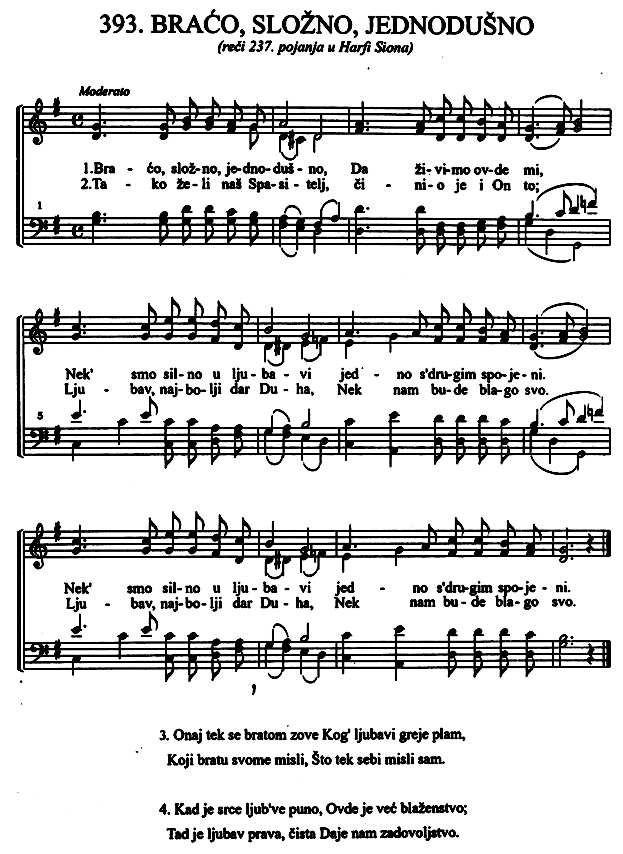 393. BRAĆO, SLOŽNO, JEDNODUŠNO
(reči 237. pojanja u Harfi Siona)
Moderato
1.Bra - ćo, slož-no, jed-no-duš-no, Da ži-vi-mo ov-de mi,
2.Ta - ko že-li naš Spa-si-telj, či - ni-o je i On to;
1
Nek' smo sil-no u lju-ba-vi jed - no s'dru-gim spo-je-ni.
Lju - bav, naj-bo-lji dar Du-ha, Nek nam bu-de bla-go svo.
5
Nek' smo sil-no u lju-ba-vi jed - no s'dru-gim spo-je-ni.
Lju - bav, naj-bo-lji dar Du-ha, Nek nam bu-de bla-go svo.
3. Onaj tek se bratom zove Kog' ljubavi greje plam,
Koji bratu svome misli, Što tek sebi misli sam.
4. Kad je srce ljub've puno, Ovde je već blaženstvo;
Tad je ljubav prava, čista Daje nam zadovoljstvo.